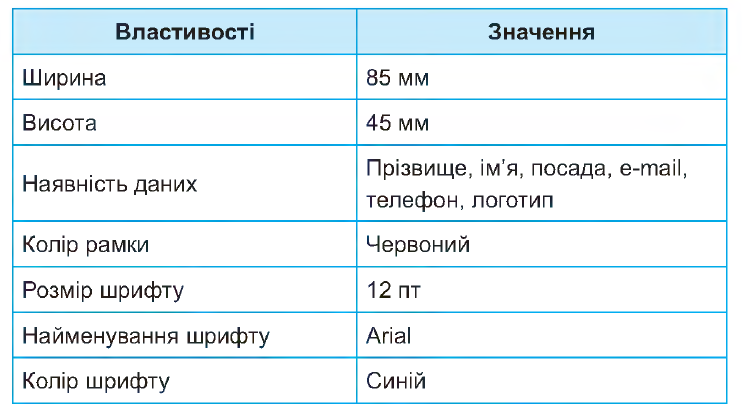 Властивості Значення
Ширина 85 мм
Висота 45 мм
Наявність даних Прізвище, ім’я, посада, e-mail,
телефон, логотип
Колір рамки Червоний
Розмір шрифту 12 пт
Найменування шрифту Arial
Колір шрифту Синій